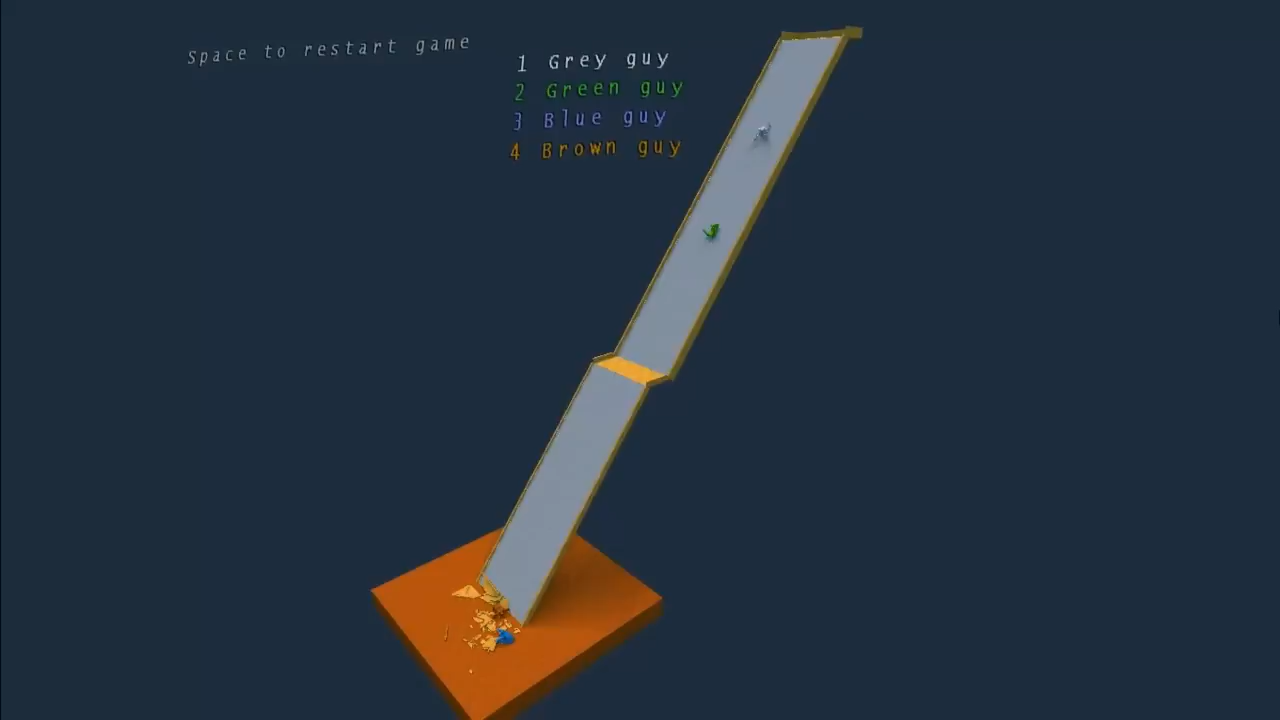 Space to restart game
1 Grey guy
2 Green guy
3 Blue guy
4 Brown guy